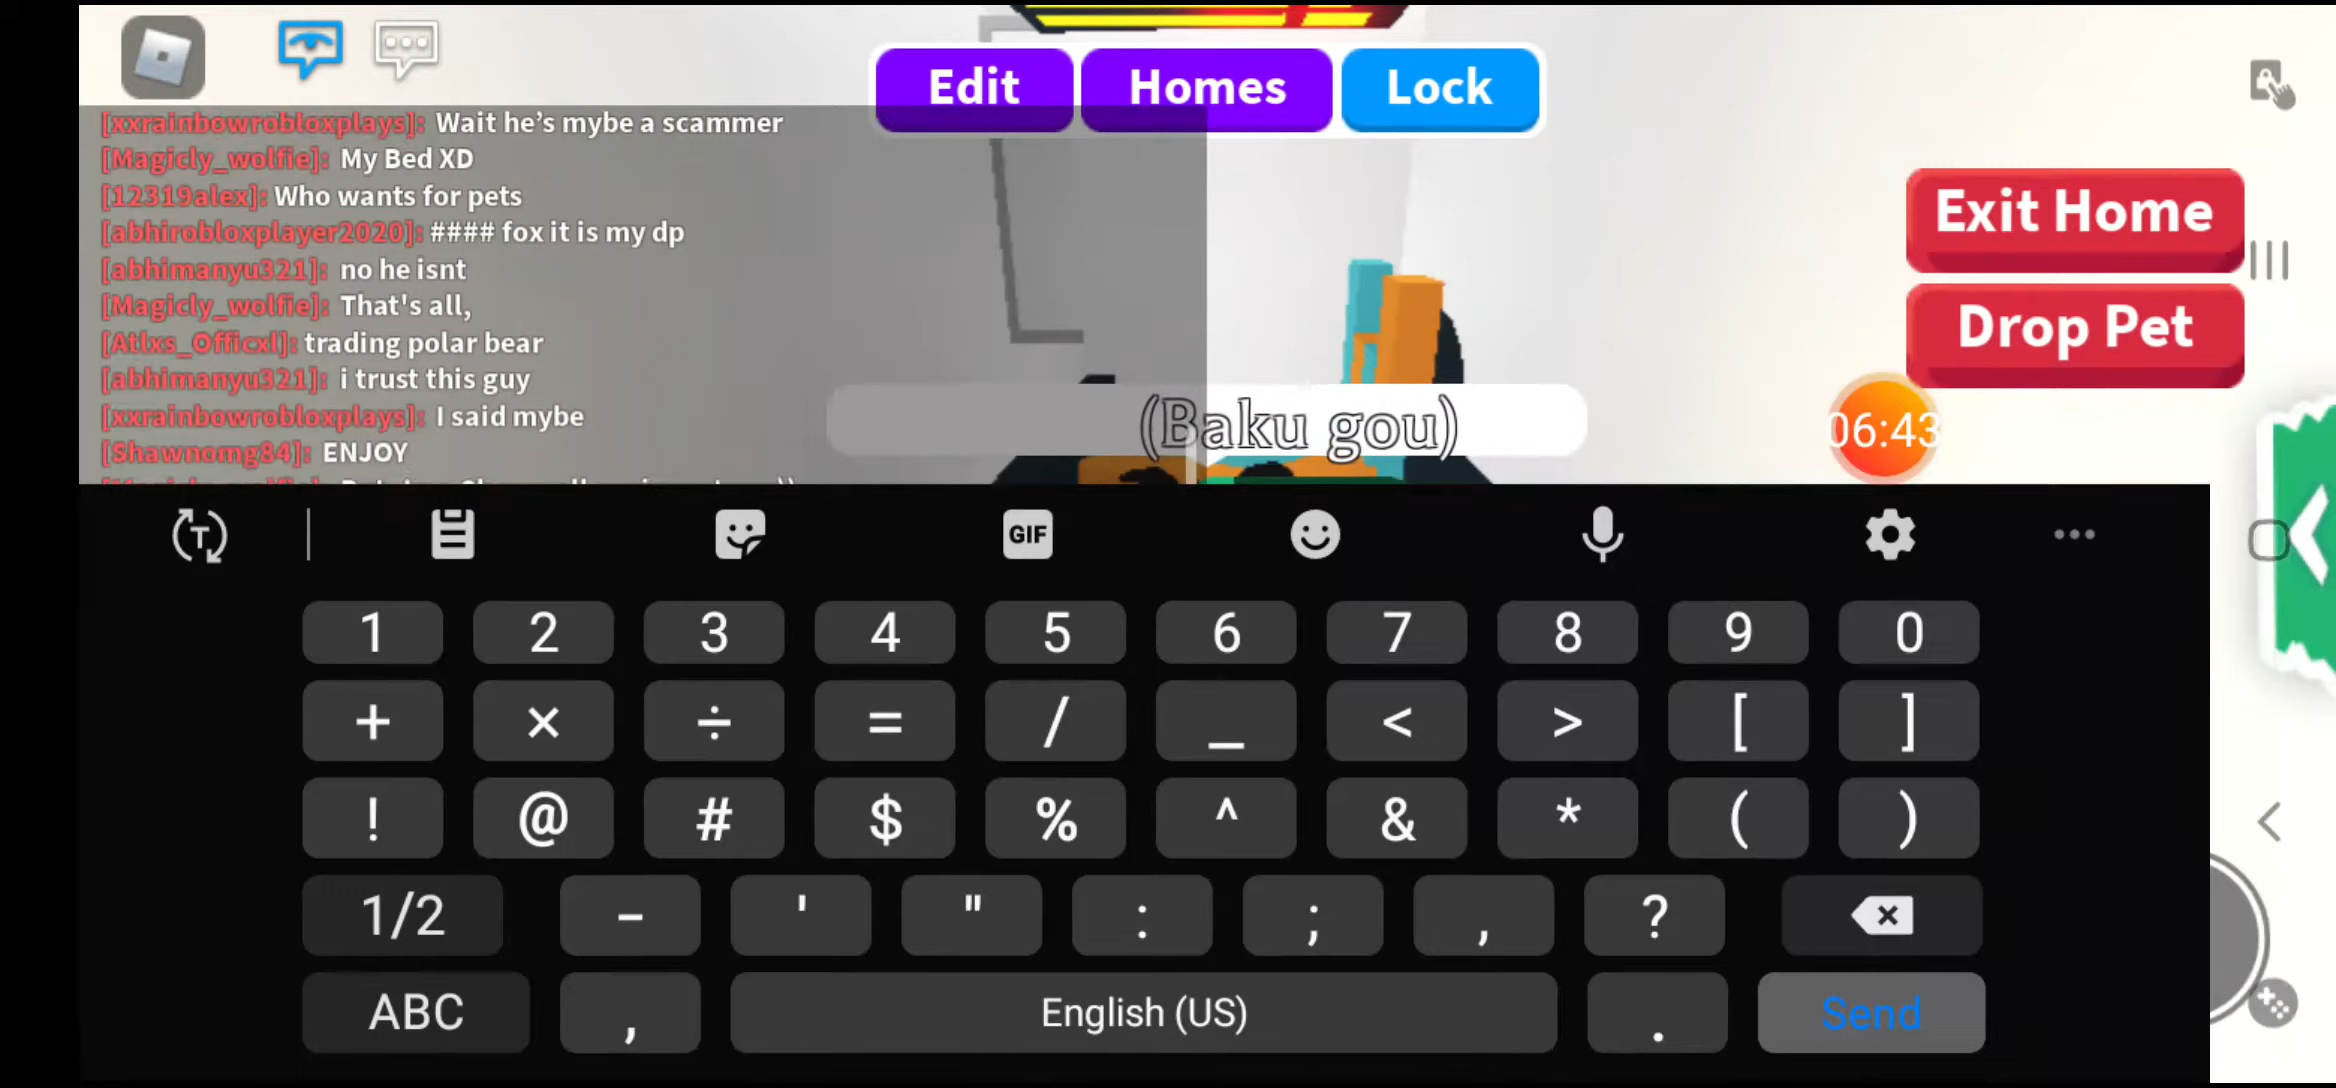 Edit Homes Lock
[xxrainbowrobloxplays]: Wait he's mybe a scammer
[Magicly_wolfie]: My Bed XD
[12319alex]: Who wants for pets
[abhirobloxplayer2020]: #### fox it is my dp
[abhimanyu321]: no he isnt
[Magicly_wolfie]: That's all,
[Atlxs_Officxl]: trading polar bear
[abhimanyu321]: i trust this guy
[xxrainbowrobloxplays]: I said mybe
[Shawnomg84]: ENJOY
Exit Home
Drop Pet
(Baku gou)
06:43
T GIF
1 2 3 4 5 6 7 8 9 0
+ × ÷ = / _ < > [ ]
! @ # $ % ^ & * ( )
1/2 - ' " : ; , ?
ABC , English (US) . Send